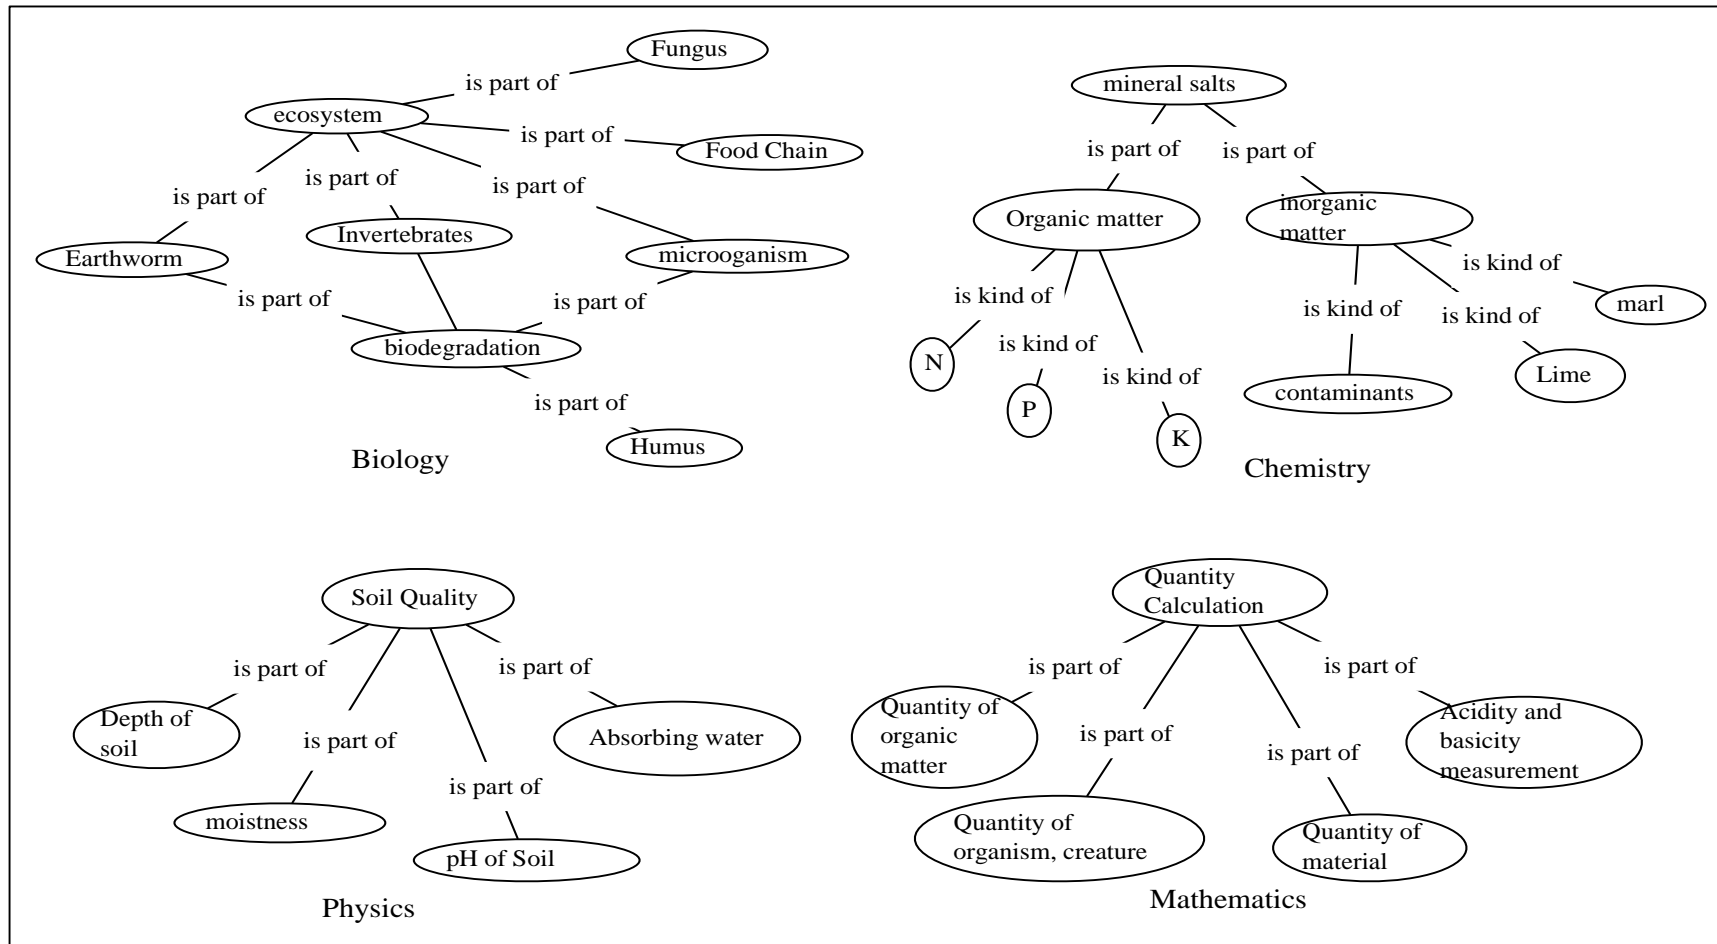 Fungus
is part of
ecosystem
is part of
Food Chain
is part of
is part of
is part of
Earthworm
Invertebrates
microoganism
is part of
is part of
biodegradation
is part of
Humus
Biology
mineral salts
is part of
is part of
Organic matter
inorganic
matter
is kind of
is kind of
is kind of
is kind of
is kind of
is kind of
marl
N
P
K
contaminants
Lime
Chemistry
Soil Quality
is part of
is part of
Depth of
soil
is part of
Absorbing water
is part of
moistness
pH of Soil
Physics
Quantity
Calculation
is part of
is part of
Quantity of
organic
matter
is part of
is part of
Acidity and
basicity
measurement
Quantity of
organism, creature
Quantity of
material
Mathematics